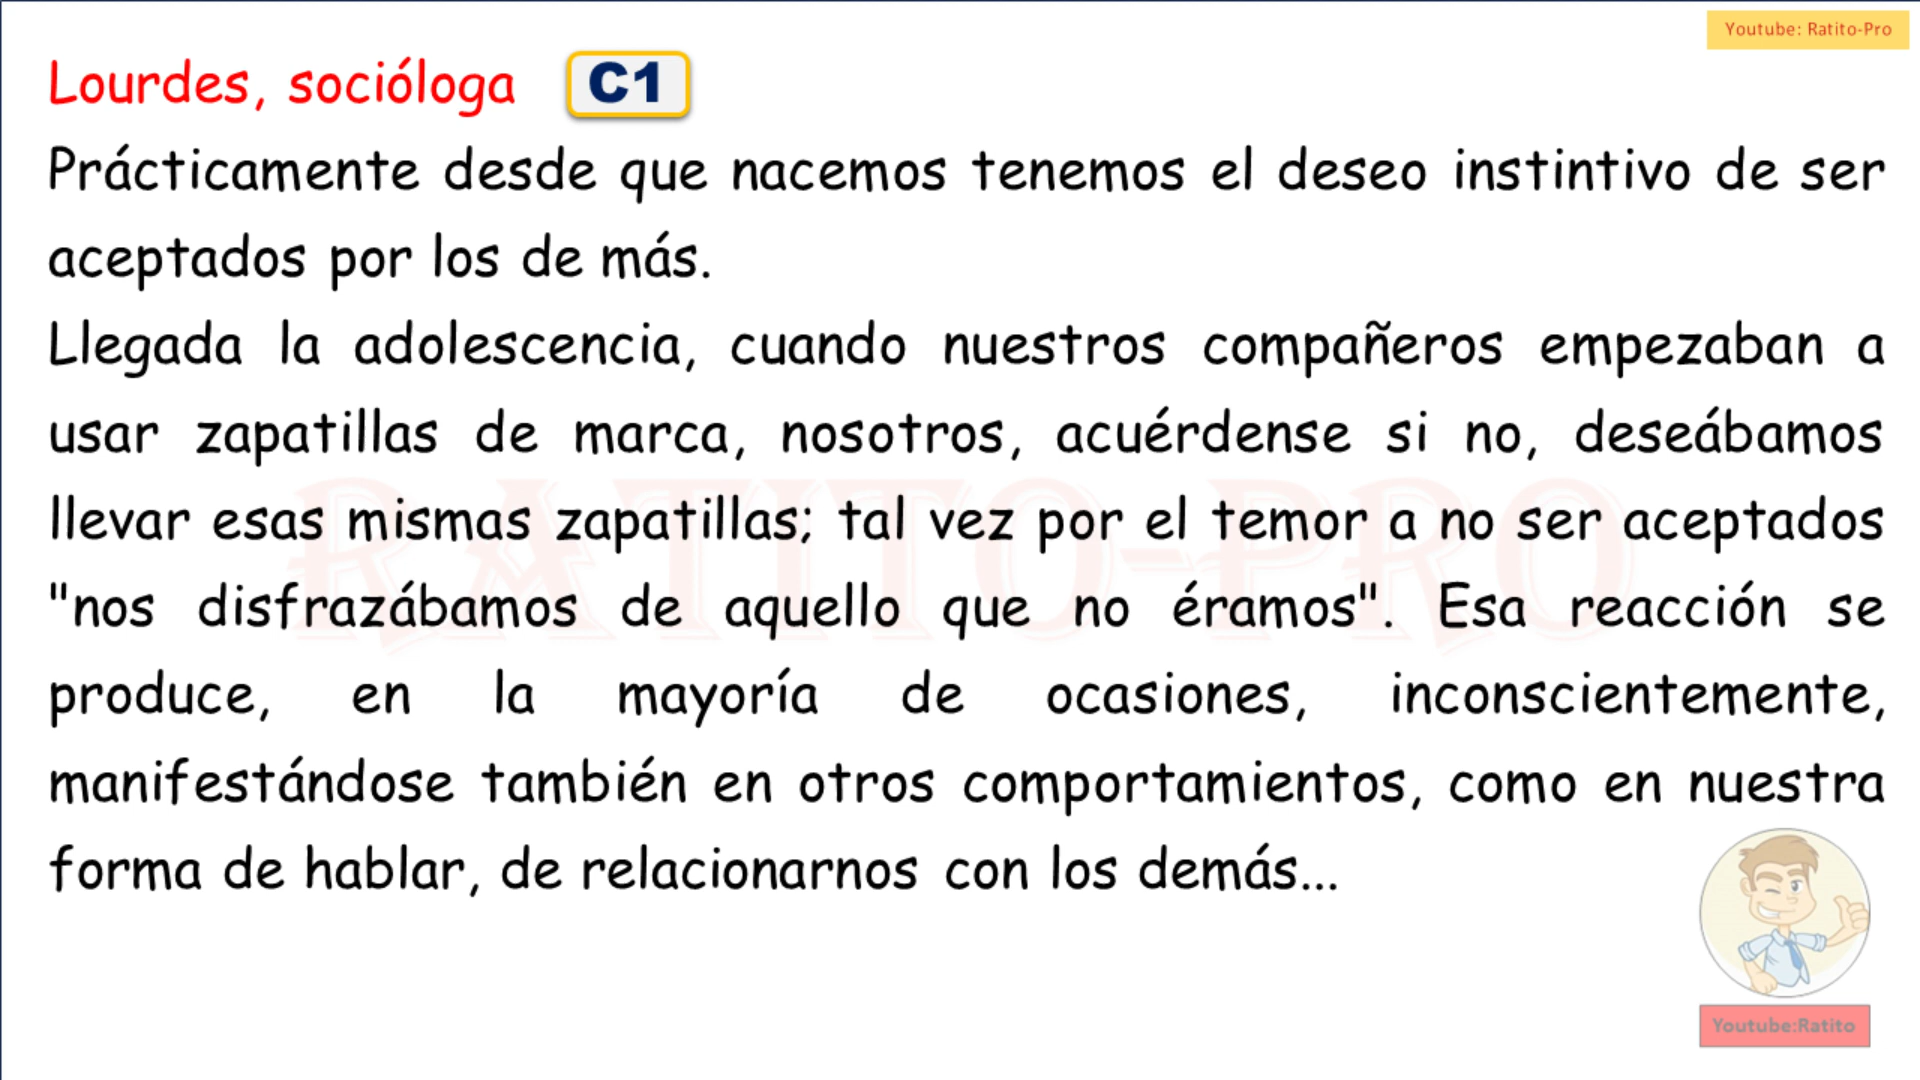 Youtube: Ratito-Pro
Lourdes, socióloga C1
Prácticamente desde que nacemos tenemos el deseo instintivo de ser
aceptados por los de más.
Llegada la adolescencia, cuando nuestros compañeros empezaban a
usar zapatillas de marca, nosotros, acuérdense si no, deseábamos
llevar esas mismas zapatillas; tal vez por el temor a no ser aceptados
"nos disfrazábamos de aquello que no éramos". Esa reacción se
produce, en la mayoría de ocasiones, inconscientemente,
manifestándose también en otros comportamientos, como en nuestra
forma de hablar, de relacionarnos con los demás...
RATITO-PRO
Youtube:Ratito